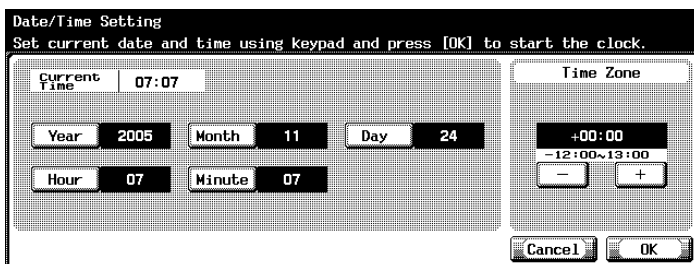 Date/Time Setting
Set current date and time using keypad and press [OK] to start the clock.
Current Time 07:07
Time Zone
Year 2005 Month 11 Day 24
+00:00
-12:00~13:00
Hour 07 Minute 07
- +
Cancel OK